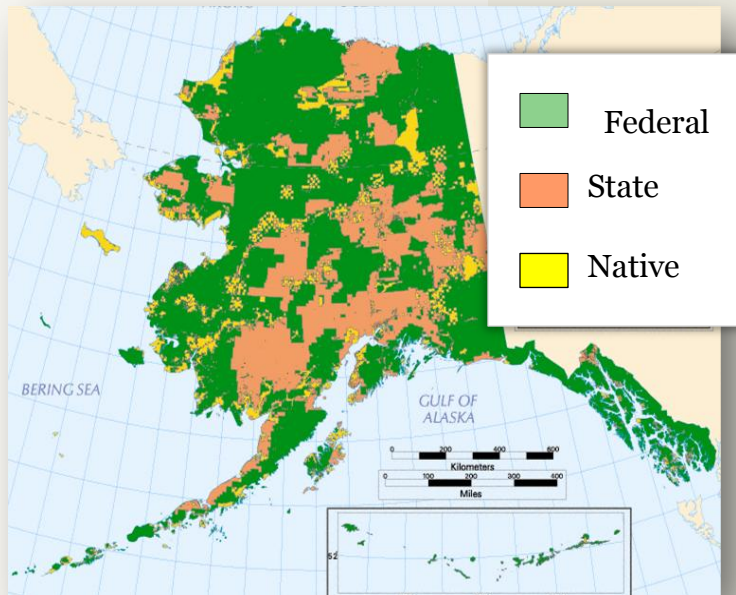 Federal
State
Native
BERING SEA
GULF OF
ALASKA
0 200 400 600
Kilometers
0 100 200 300 400
Miles
52